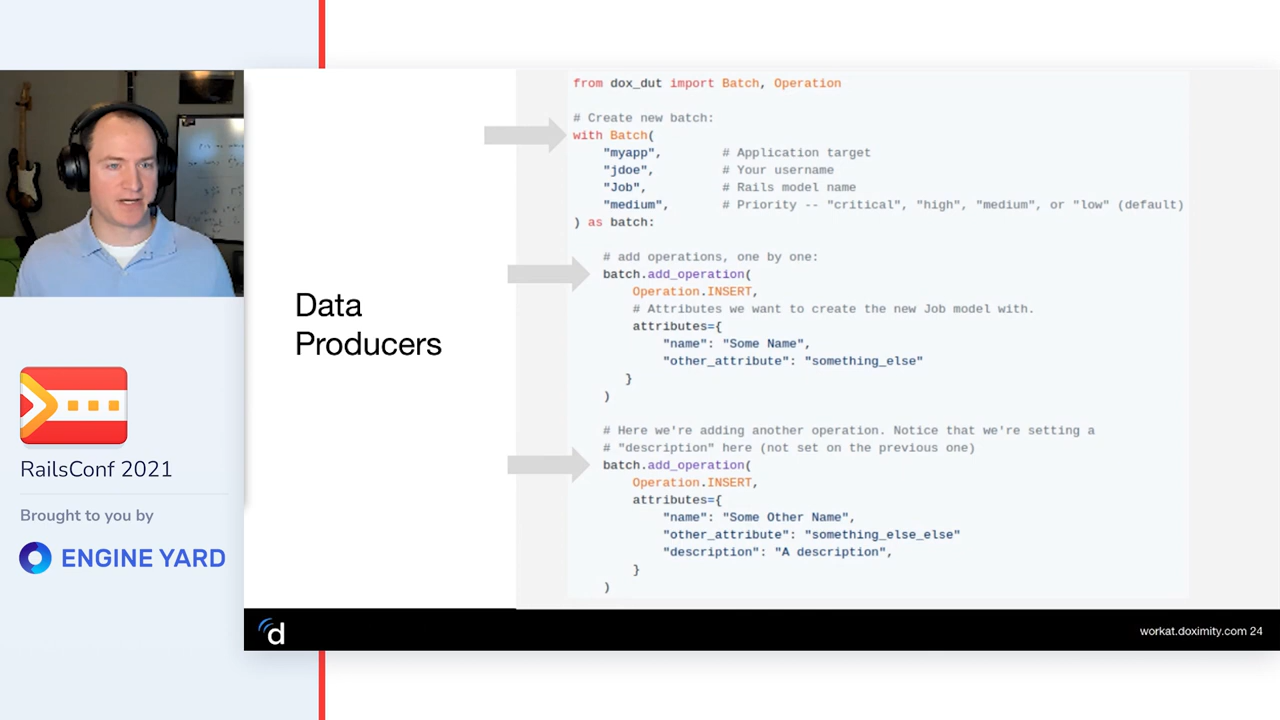 from dox_dut import Batch, Operation
# Create new batch:
with Batch(
"myapp", # Application target
"jdoe", # Your username
"Job", # Rails model name
"medium", # Priority -- "critical", "high", "medium", or "low" (default)
) as batch:
# add operations, one by one:
batch.add_operation(
Operation.INSERT,
# Attributes we want to create the new Job model with.
attributes={
"name": "Some Name",
"other_attribute": "something_else"
}
)
# Here we're adding another operation. Notice that we're setting a
# "description" here (not set on the previous one)
batch.add_operation(
Operation.INSERT,
attributes={
"name": "Some Other Name",
"other_attribute": "something_else_else"
"description": "A description",
}
)
Data
Producers
RailsConf 2021
Brought to you by
ENGINE YARD
d
workat.doximity.com 24